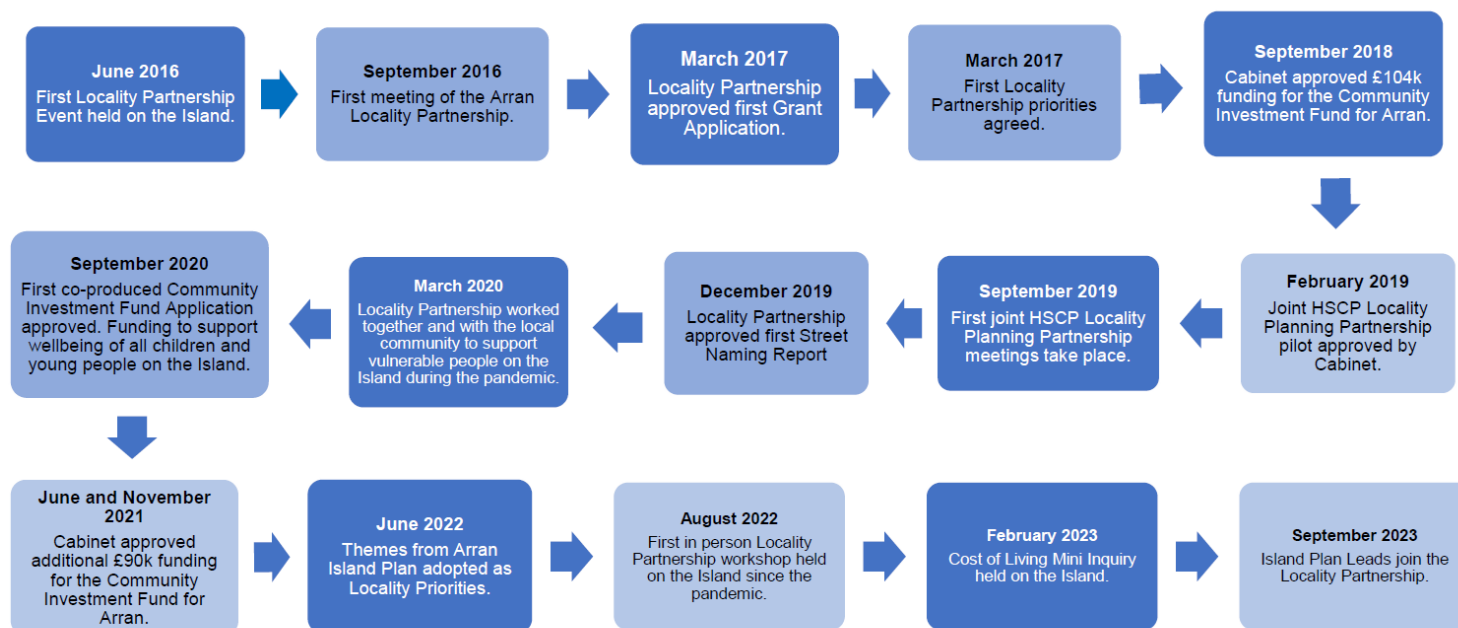 June 2016
First Locality Partnership
Event held on the Island.
September 2016
First meeting of the Arran
Locality Partnership.
March 2017
Locality Partnership
approved first Grant
Application.
March 2017
First Locality
Partnership priorities
agreed.
September 2018
Cabinet approved £104k
funding for the Community
Investment Fund for Arran.
February 2019
Joint HSCP Locality
Planning Partnership
pilot approved by
Cabinet.
September 2019
First joint HSCP Locality
Planning Partnership
meetings take place.
December 2019
Locality Partnership
approved first Street
Naming Report
March 2020
Locality Partnership worked
together and with the local
community to support
vulnerable people on the
Island during the pandemic.
September 2020
First co-produced Community
Investment Fund Application
approved. Funding to support
wellbeing of all children and
young people on the Island.
June and November
2021
Cabinet approved
additional £90k funding
for the Community
Investment Fund for
Arran.
June 2022
Themes from Arran
Island Plan adopted as
Locality Priorities.
August 2022
First in person Locality
Partnership workshop held
on the Island since the
pandemic.
February 2023
Cost of Living Mini Inquiry
held on the Island.
September 2023
Island Plan Leads join the
Locality Partnership.